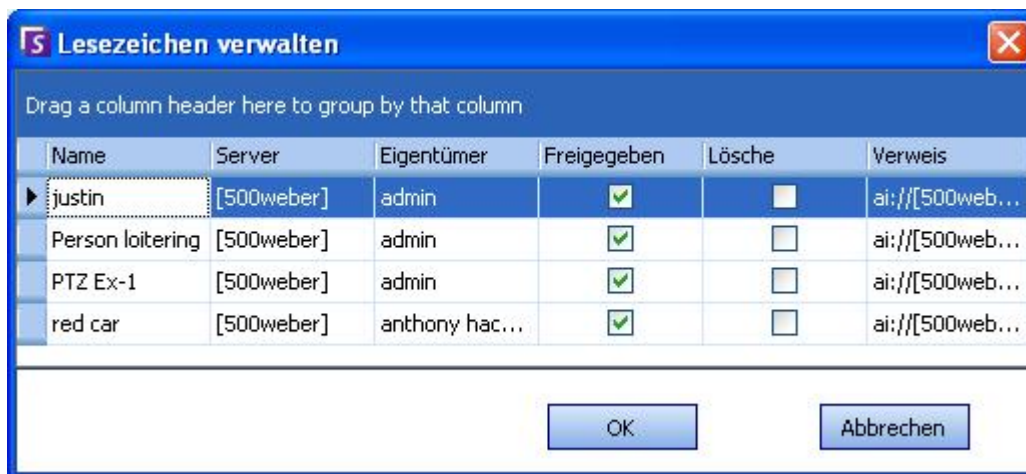 Lesezeichen verwalten
Drag a column header here to group by that column
Name Server Eigentümer Freigegeben Lösche Verweis
justin [500weber] admin ai://[500web...
Person loitering [500weber] admin ai://[500web...
PTZ Ex-1 [500weber] admin ai://[500web...
red car [500weber] anthony hac... ai://[500web...
OK Abbrechen